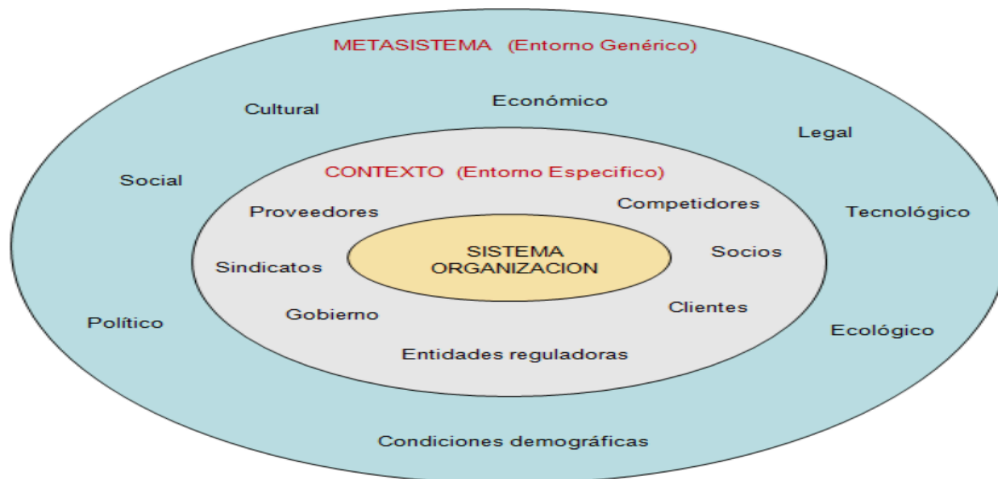 METASISTEMA (Entorno Genérico)
Cultural
Económico
Legal
Social
CONTEXTO (Entorno Especifico)
Proveedores
Competidores
Tecnológico
Sindicatos
SISTEMA
ORGANIZACION
Socios
Gobierno
Clientes
Político
Ecológico
Entidades reguladoras
Condiciones demográficas